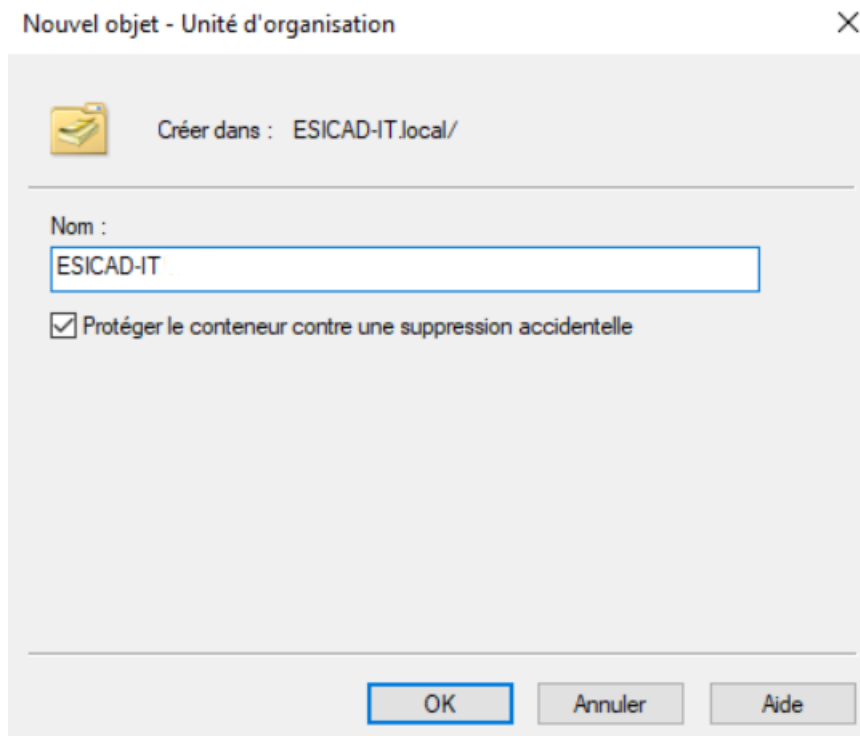 Nouvel objet - Unité d'organisation
Créer dans : ESICAD-IT.local/
Nom :
ESICAD-IT
Protéger le conteneur contre une suppression accidentelle
OK Annuler Aide